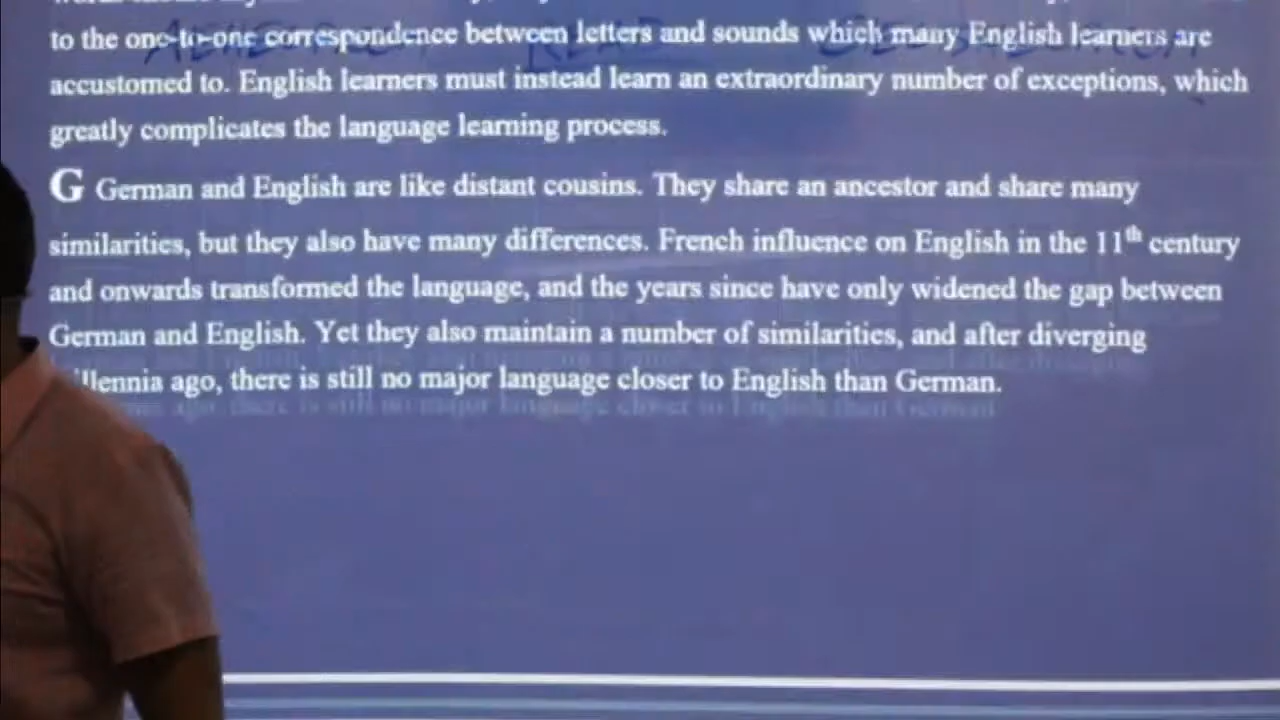 to the one-to-one correspondence between letters and sounds which many English learners are
accustomed to. English learners must instead learn an extraordinary number of exceptions, which
greatly complicates the language learning process.
G German and English are like distant cousins. They share an ancestor and share many
similarities, but they also have many differences. French influence on English in the 11th century
and onwards transformed the language, and the years since have only widened the gap between
German and English. Yet they also maintain a number of similarities, and after diverging
ago, there is still no major language closer to English than German.